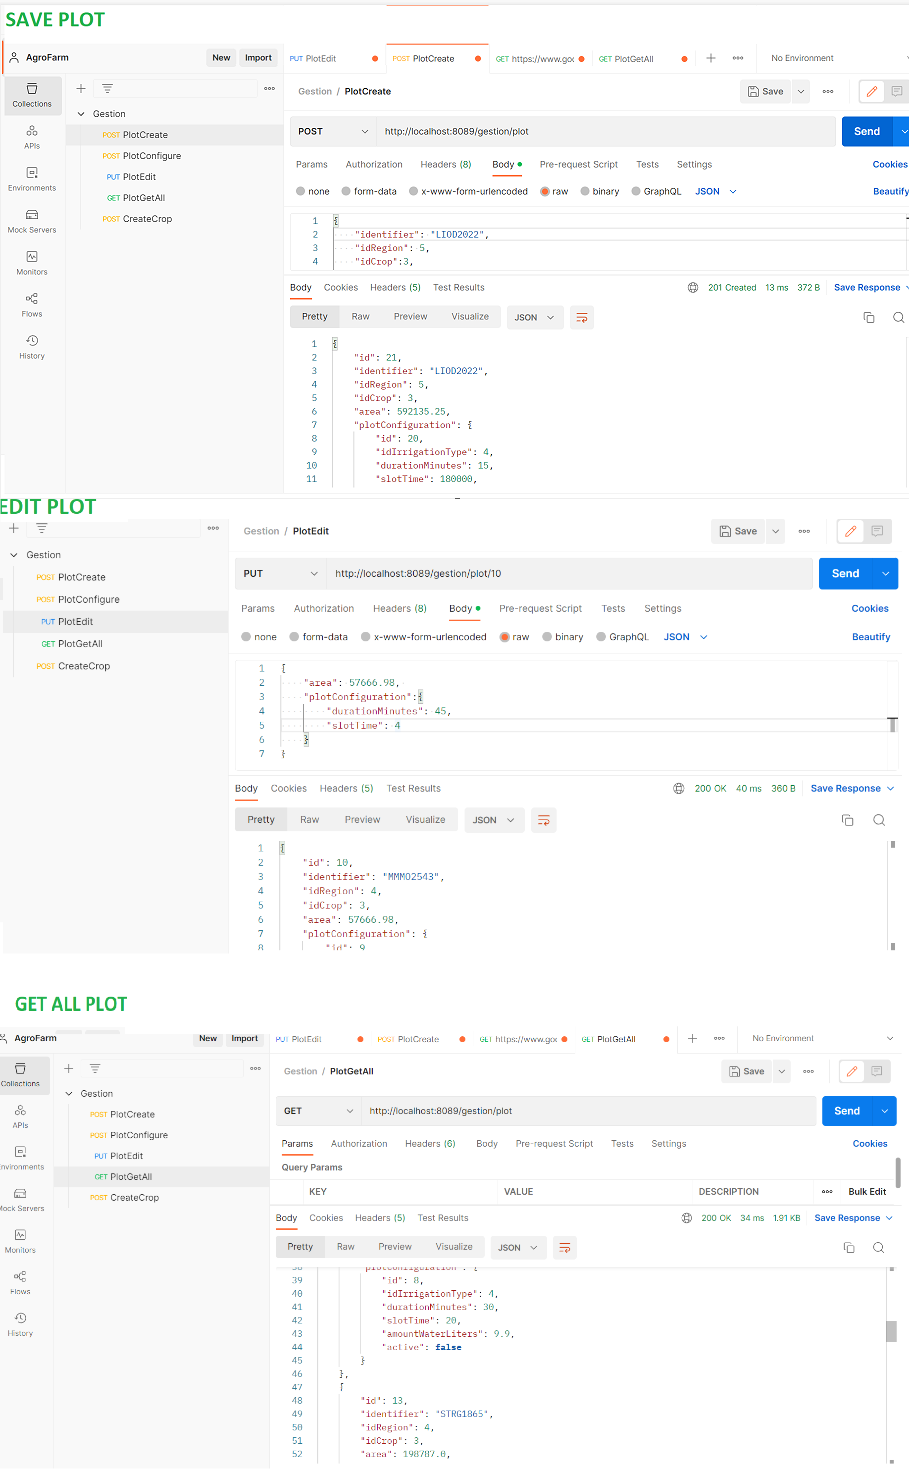 SAVE PLOT
AgroFarm New Import PUT PlotEdit POST PlotCreate GET https://www.goo GET PlotGetAll No Environment
Collections
APIs
Environments
Mock Servers
Monitors
Flows
History
Gestion
POST PlotCreate
POST PlotConfigure
PUT PlotEdit
GET PlotGetAll
POST CreateCrop
Gestion / PlotCreate Save
POST http://localhost:8089/gestion/plot Send
Params Authorization Headers (8) Body Pre-request Script Tests Settings Cookies
none form-data x-www-form-urlencoded raw binary GraphQL JSON Beautify
1 {
2 "identifier": "LIOD2022",
3 "idRegion": 5,
4 "idCrop":3,
Body Cookies Headers (5) Test Results 201 Created 13 ms 372 B Save Response
Pretty Raw Preview Visualize JSON
1 {
2 "id": 21,
3 "identifier": "LIOD2022",
4 "idRegion": 5,
5 "idCrop": 3,
6 "area": 592135.25,
7 "plotConfiguration": {
8 "id": 20,
9 "idIrrigationType": 4,
10 "durationMinutes": 15,
11 "slotTime": 180000,
EDIT PLOT
Gestion
POST PlotCreate
POST PlotConfigure
PUT PlotEdit
GET PlotGetAll
POST CreateCrop
Gestion / PlotEdit Save
PUT http://localhost:8089/gestion/plot/10 Send
Params Authorization Headers (8) Body Pre-request Script Tests Settings Cookies
none form-data x-www-form-urlencoded raw binary GraphQL JSON Beautify
1 {
2 "area": 57666.98,
3 "plotConfiguration":{
4 "durationMinutes": 45,
5 "slotTime": 4
6 }
7 }
Body Cookies Headers (5) Test Results 200 OK 40 ms 360 B Save Response
Pretty Raw Preview Visualize JSON
1 {
2 "id": 10,
3 "identifier": "MMMO2543",
4 "idRegion": 4,
5 "idCrop": 3,
6 "area": 57666.98,
7 "plotConfiguration": {
8 "id": 9
GET ALL PLOT
AgroFarm New Import PUT PlotEdit POST PlotCreate GET https://www.goo GET PlotGetAll No Environment
Collections
APIs
nvironments
Mock Servers
Monitors
Flows
History
Gestion
POST PlotCreate
POST PlotConfigure
PUT PlotEdit
GET PlotGetAll
POST CreateCrop
Gestion / PlotGetAll Save
GET http://localhost:8089/gestion/plot Send
Params Authorization Headers (6) Body Pre-request Script Tests Settings Cookies
Query Params
KEY VALUE DESCRIPTION Bulk Edit
Body Cookies Headers (5) Test Results 200 OK 34 ms 1.91 KB Save Response
Pretty Raw Preview Visualize JSON
38 "plotConfiguration": {
39 "id": 8,
40 "idIrrigationType": 4,
41 "durationMinutes": 30,
42 "slotTime": 20,
43 "amountWaterLiters": 9.9,
44 "active": false
45 }
46 },
47 {
48 "id": 13,
49 "identifier": "STRG1865",
50 "idRegion": 4,
51 "idCrop": 3,
52 "area": 198787.0,